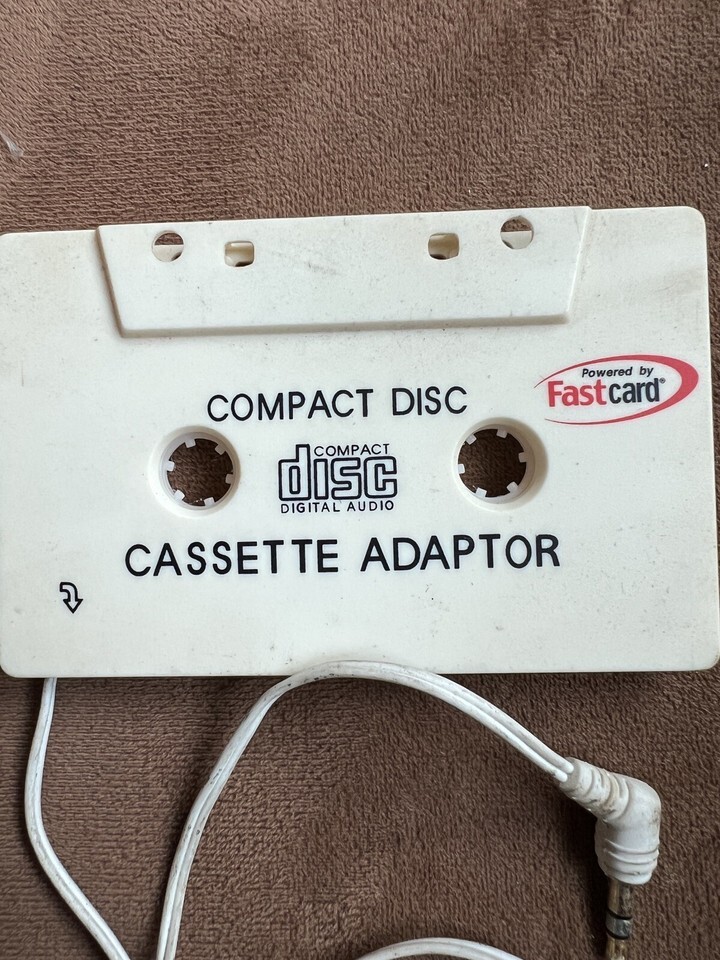 Powered by
Fastcard®
COMPACT DISC
COMPACT
disc
DIGITAL AUDIO
CASSETTE ADAPTOR